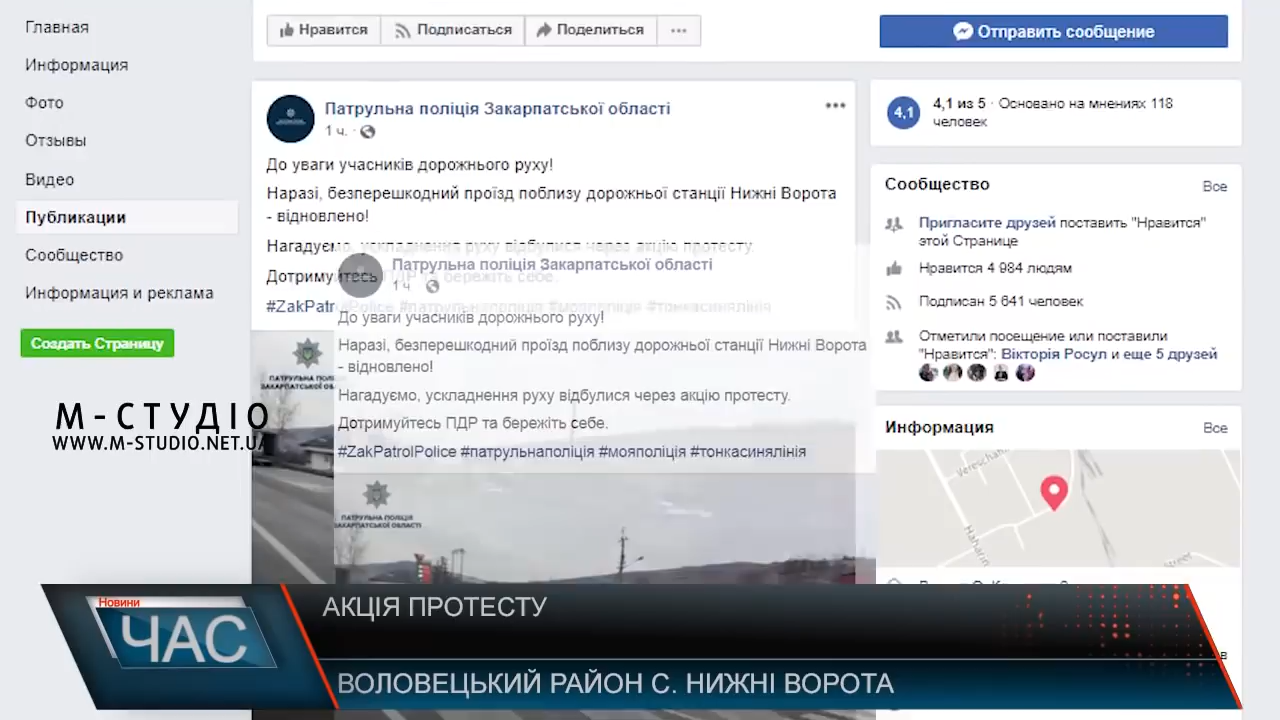 Главная
Информация
Фото
Отзывы
Видео
Публикации
Сообщество
Информация и реклама
Создать Страницу
Нравится
Подписаться
Поделиться
Отправить сообщение
Патрульна поліція Закарпатської області
1 ч. ·
До уваги учасників дорожнього руху!
Наразі, безперешкодний проїзд поблизу дорожньої станції Нижні Ворота
- відновлено!
Нагадуємо, ускладнення руху відбулися через акцію протесту.
Дотримуйтесь ПДР та бережіть себе.
#ZakPatrolPolice #патрульнаполіція #мояполіція #тонкасинялінія
Патрульна поліція Закарпатської області
1 ч
До уваги учасників дорожнього руху!
Наразі, безперешкодний проїзд поблизу дорожньої станції Нижні Ворота
- відновлено!
Нагадуємо, ускладнення руху відбулися через акцію протесту.
Дотримуйтесь ПДР та бережіть себе.
#ZakPatrolPolice #патрульнаполіція #мояполіція #тонкасинялінія
ПАТРУЛЬНА ПОЛІЦІЯ
ЗАКАРПАТСЬКОЇ ОБЛАСТІ
4,1
4,1 из 5 · Основано на мнениях 118
человек
Сообщество
Все
Пригласите друзей поставить "Нравится"
этой Странице
Нравится 4 984 людям
Подписан 5 641 человек
Отметили посещение или поставили
"Нравится": Вікторія Росул и еще 5 друзей
Информация
Все
М-СТУДІО
WWW.M-STUDIO.NET.UA
Новини
ЧАС
АКЦІЯ ПРОТЕСТУ
ВОЛОВЕЦЬКИЙ РАЙОН С. НИЖНІ ВОРОТА